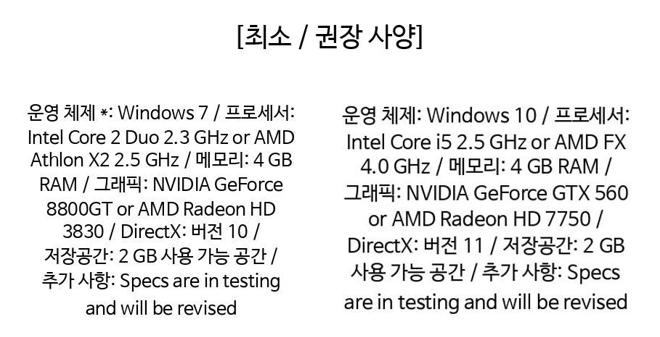 [최소 / 권장 사양]
운영 체제 *: Windows 7 / 프로세서:
Intel Core 2 Duo 2.3 GHz or AMD
Athlon X2 2.5 GHz / 메모리: 4 GB
RAM / 그래픽: NVIDIA GeForce
8800GT or AMD Radeon HD
3830 / DirectX: 버전 10 /
저장공간: 2 GB 사용 가능 공간 /
추가 사항: Specs are in testing
and will be revised
운영 체제: Windows 10 / 프로세서:
Intel Core i5 2.5 GHz or AMD FX
4.0 GHz / 메모리: 4 GB RAM /
그래픽: NVIDIA GeForce GTX 560
or AMD Radeon HD 7750 /
DirectX: 버전 11 / 저장공간: 2 GB
사용 가능 공간 / 추가 사항: Specs
are in testing and will be revised